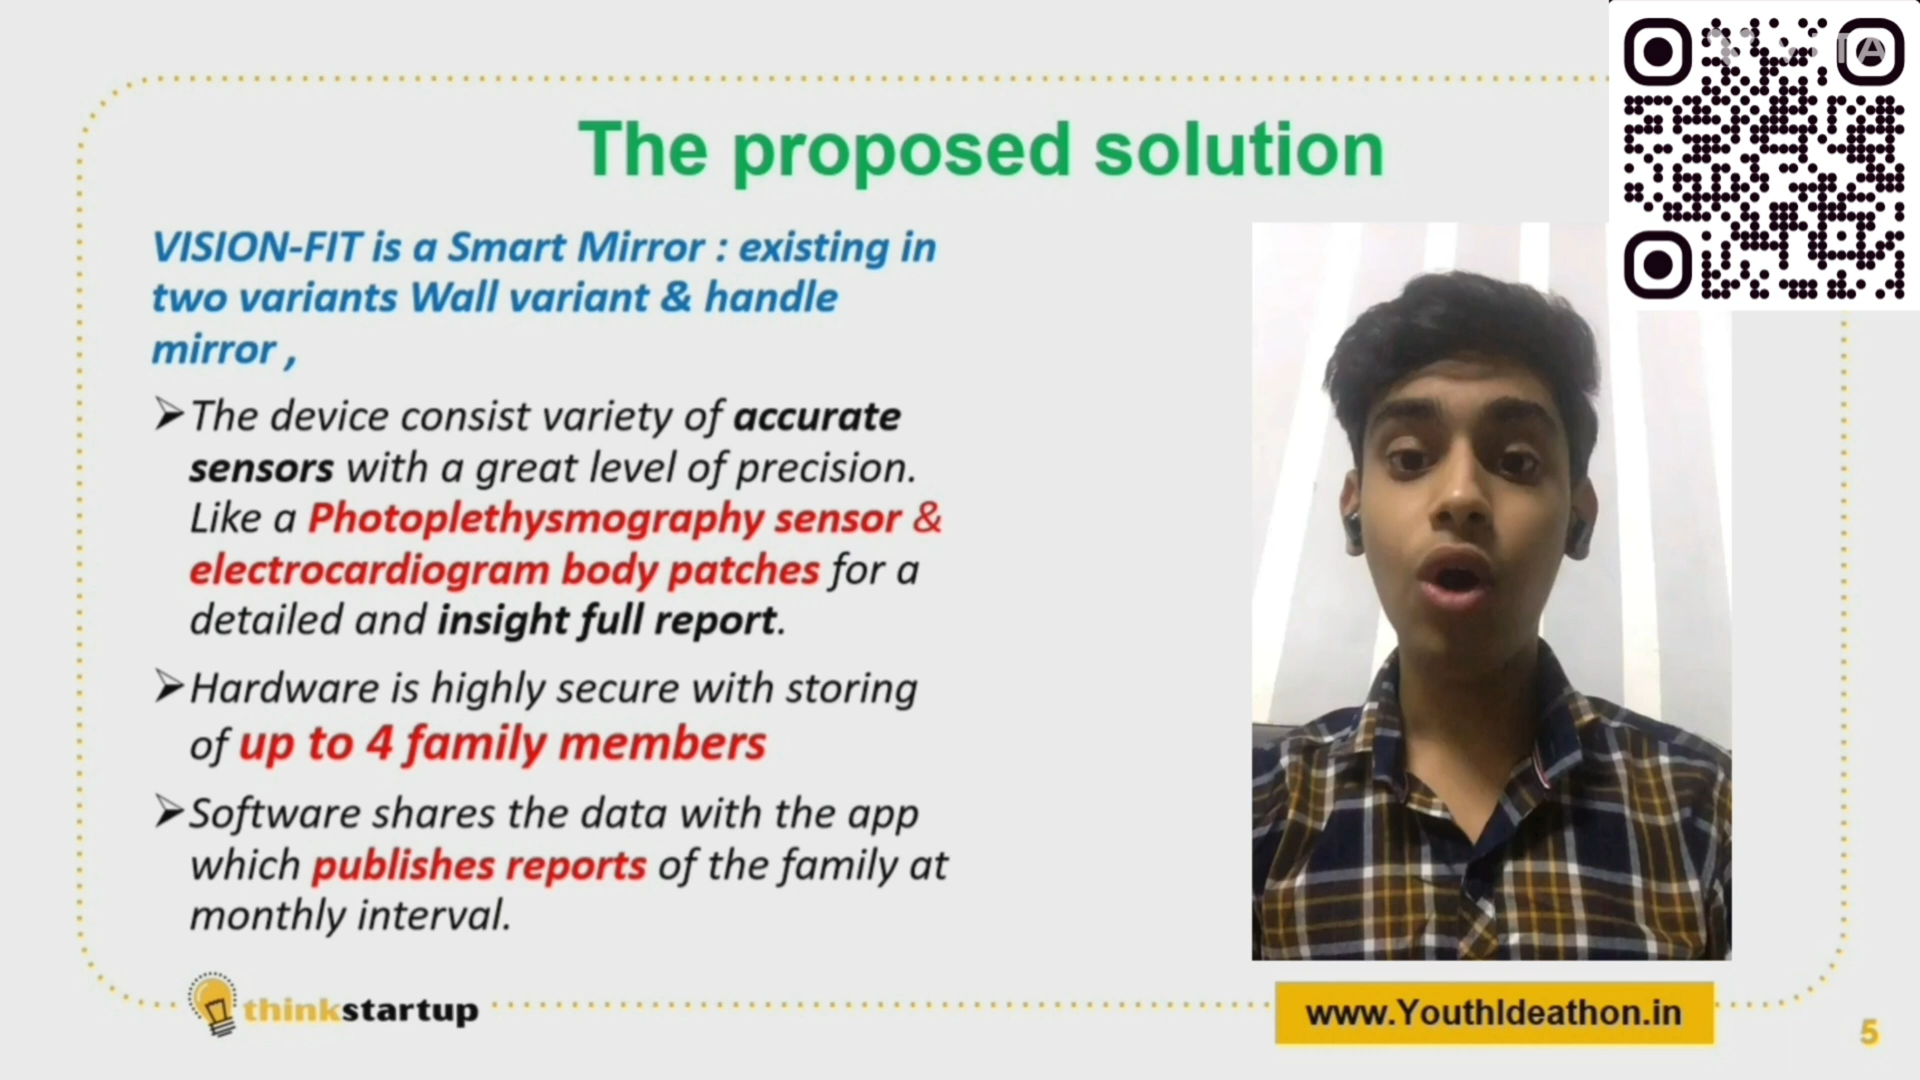 The proposed solution
VISION-FIT is a Smart Mirror : existing in
two variants Wall variant & handle
mirror ,
The device consist variety of accurate
sensors with a great level of precision.
Like a Photoplethysmography sensor &
electrocardiogram body patches for a
detailed and insight full report.
Hardware is highly secure with storing
of up to 4 family members
Software shares the data with the app
which publishes reports of the family at
monthly interval.
thinkstartup
www.YouthIdeathon.in
5